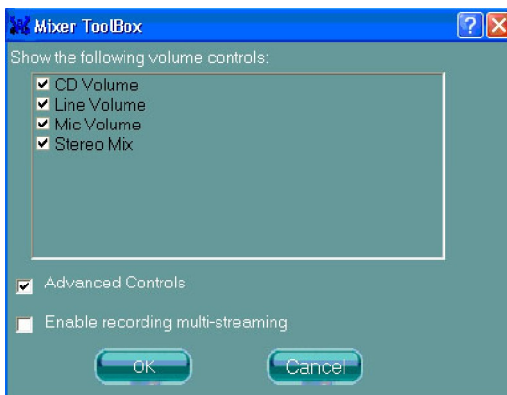 Mixer ToolBox
Show the following volume controls:
CD Volume
Line Volume
Mic Volume
Stereo Mix
Advanced Controls
Enable recording multi-streaming
OK
Cancel